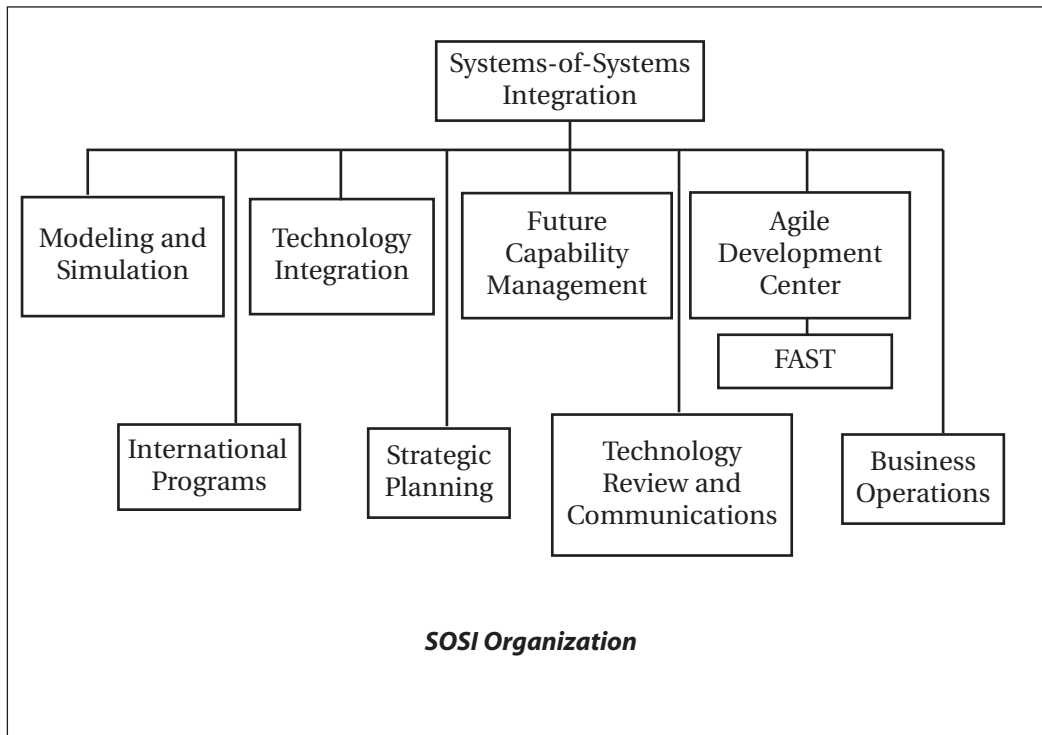 Systems-of-Systems
Integration
Modeling and
Simulation
Technology
Integration
Future
Capability
Management
Agile
Development
Center
FAST
International
Programs
Strategic
Planning
Technology
Review and
Communications
Business
Operations
SOSI Organization